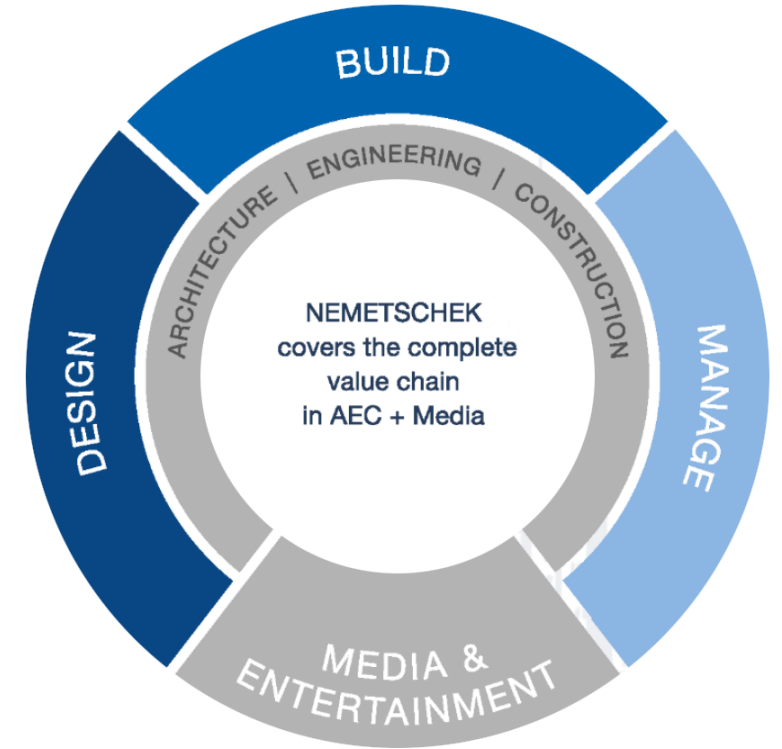 BUILD
ARCHITECTURE | ENGINEERING | CONSTRUCTION
NEMETSCHEK
covers the complete
value chain
in AEC + Media
DESIGN
MANAGE
MEDIA &
ENTERTAINMENT